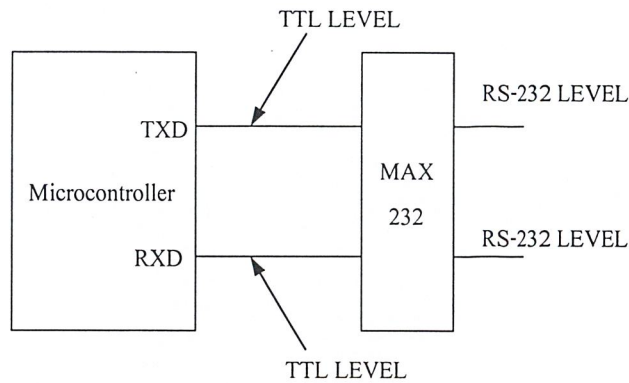 TTL LEVEL
RS-232 LEVEL
TXD
MAX
Microcontroller
232
RS-232 LEVEL
RXD
TTL LEVEL